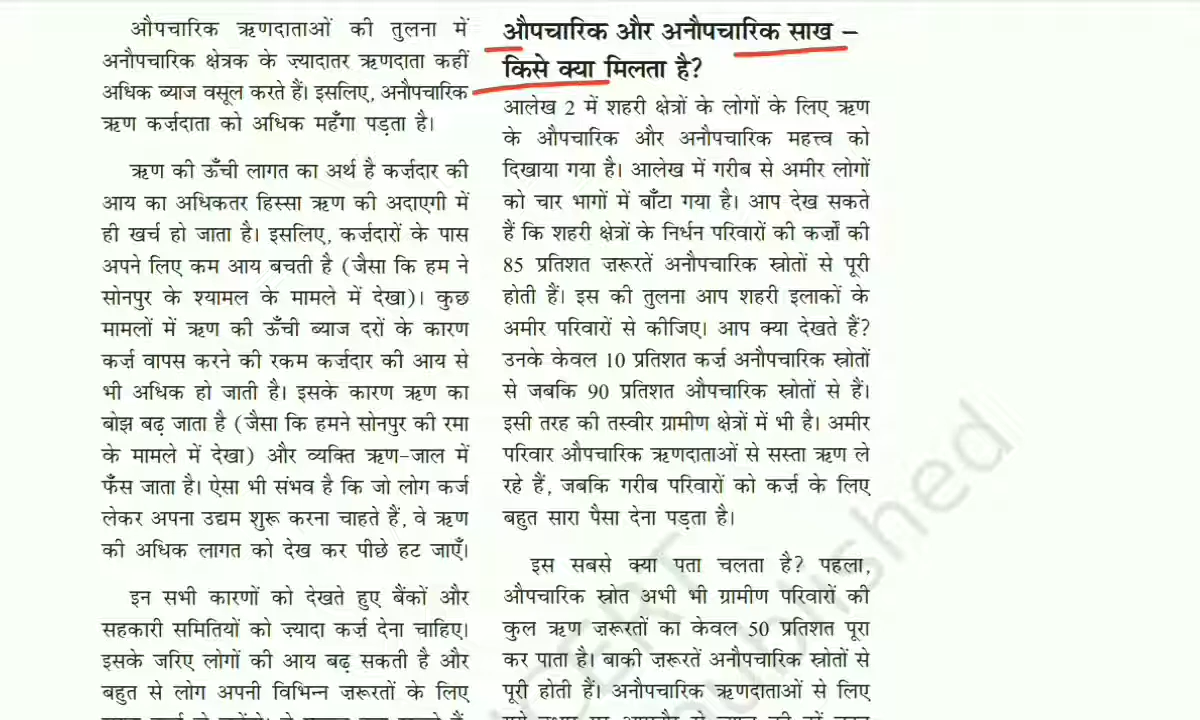 औपचारिक ऋणदाताओं की तुलना में
अनौपचारिक क्षेत्रक के ज़्यादातर ऋणदाता कहीं
अधिक ब्याज वसूल करते हैं। इसलिए, अनौपचारिक
ऋण कर्ज़दाता को अधिक महँगा पड़ता है।
ऋण की ऊँची लागत का अर्थ है कर्ज़दार की
आय का अधिकतर हिस्सा ऋण की अदाएगी में
ही खर्च हो जाता है। इसलिए, कर्ज़दारों के पास
अपने लिए कम आय बचती है (जैसा कि हम ने
सोनपुर के श्यामल के मामले में देखा)। कुछ
मामलों में ऋण की ऊँची ब्याज दरों के कारण
कर्ज़ वापस करने की रकम कर्ज़दार की आय से
भी अधिक हो जाती है। इसके कारण ऋण का
बोझ बढ़ जाता है (जैसा कि हमने सोनपुर की रमा
के मामले में देखा) और व्यक्ति ऋण-जाल में
फँस जाता है। ऐसा भी संभव है कि जो लोग कर्ज
लेकर अपना उद्यम शुरू करना चाहते हैं, वे ऋण
की अधिक लागत को देख कर पीछे हट जाएँ।
इन सभी कारणों को देखते हुए बैंकों और
सहकारी समितियों को ज़्यादा कर्ज़ देना चाहिए।
इसके जरिए लोगों की आय बढ़ सकती है और
बहुत से लोग अपनी विभिन्न ज़रूरतों के लिए
औपचारिक और अनौपचारिक साख –
किसे क्या मिलता है?
आलेख 2 में शहरी क्षेत्रों के लोगों के लिए ऋण
के औपचारिक और अनौपचारिक महत्त्व को
दिखाया गया है। आलेख में गरीब से अमीर लोगों
को चार भागों में बाँटा गया है। आप देख सकते
हैं कि शहरी क्षेत्रों के निर्धन परिवारों की कर्ज़ों की
85 प्रतिशत ज़रूरतें अनौपचारिक स्रोतों से पूरी
होती हैं। इस की तुलना आप शहरी इलाकों के
अमीर परिवारों से कीजिए। आप क्या देखते हैं?
उनके केवल 10 प्रतिशत कर्ज़ अनौपचारिक स्रोतों
से जबकि 90 प्रतिशत औपचारिक स्रोतों से हैं।
इसी तरह की तस्वीर ग्रामीण क्षेत्रों में भी है। अमीर
परिवार औपचारिक ऋणदाताओं से सस्ता ऋण ले
रहे हैं, जबकि गरीब परिवारों को कर्ज़ के लिए
बहुत सारा पैसा देना पड़ता है।
इस सबसे क्या पता चलता है? पहला,
औपचारिक स्रोत अभी भी ग्रामीण परिवारों की
कुल ऋण ज़रूरतों का केवल 50 प्रतिशत पूरा
कर पाता है। बाकी ज़रूरतें अनौपचारिक स्रोतों से
पूरी होती हैं। अनौपचारिक ऋणदाताओं से लिए
NCERT
published